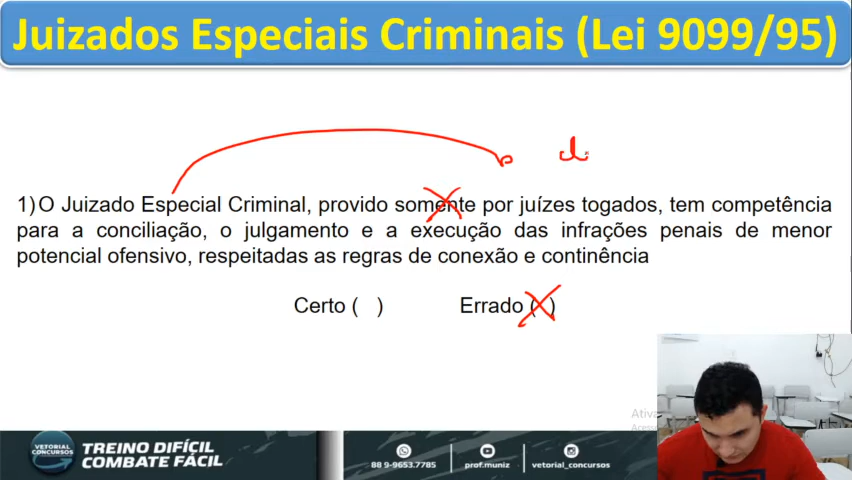 Juizados Especiais Criminais (Lei 9099/95)
di
1)O Juizado Especial Criminal, provido somente por juízes togados, tem competência
para a conciliação, o julgamento e a execução das infrações penais de menor
potencial ofensivo, respeitadas as regras de conexão e continência
Certo ( ) Errado ( )
Ativa
VETORIAL
CONCURSOS
TREINO DIFÍCIL
COMBATE FÁCIL
88 9-9653.7785 prof.muniz vetorial_concursos